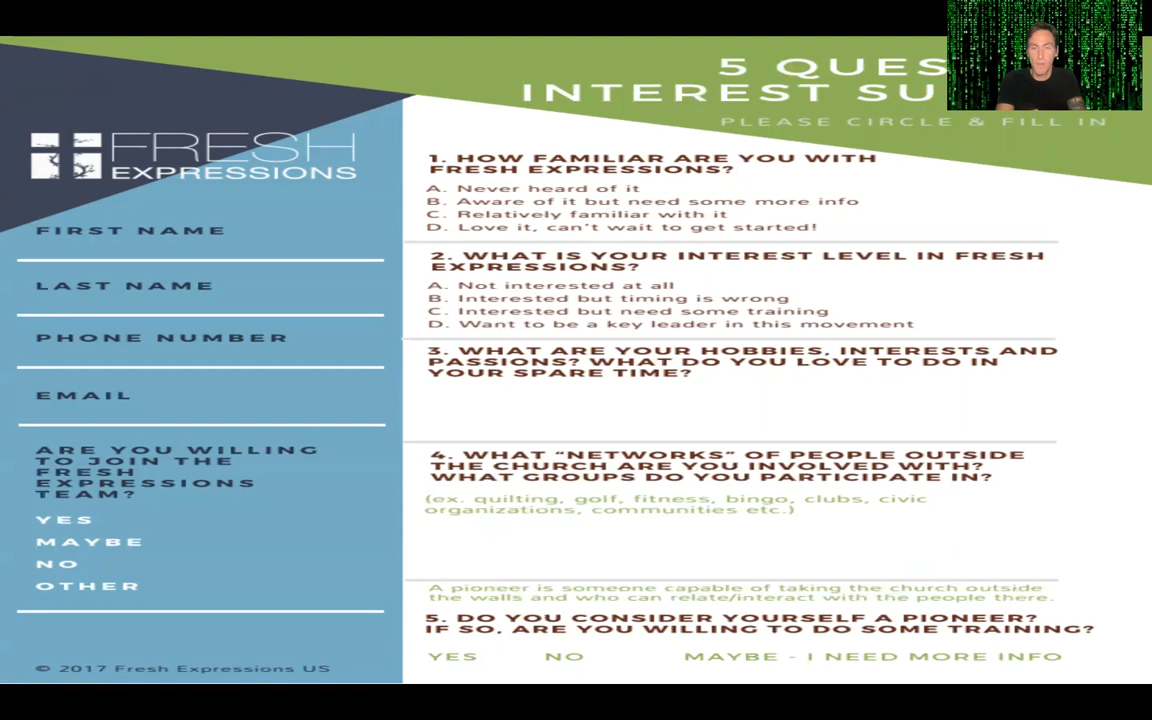 5 QUES
INTEREST SU
PLEASE CIRCLE & FILL IN
FRESH
EXPRESSIONS
FIRST NAME
LAST NAME
PHONE NUMBER
EMAIL
ARE YOU WILLING
TO JOIN THE
FRESH
EXPRESSIONS
TEAM?
YES
MAYBE
NO
OTHER
© 2017 Fresh Expressions US
1. HOW FAMILIAR ARE YOU WITH
FRESH EXPRESSIONS?
A. Never heard of it
B. Aware of it but need some more info
C. Relatively familiar with it
D. Love it, can't wait to get started!
2. WHAT IS YOUR INTEREST LEVEL IN FRESH
EXPRESSIONS?
A. Not interested at all
B. Interested but timing is wrong
C. Interested but need some training
D. Want to be a key leader in this movement
3. WHAT ARE YOUR HOBBIES, INTERESTS AND
PASSIONS? WHAT DO YOU LOVE TO DO IN
YOUR SPARE TIME?
4. WHAT “NETWORKS” OF PEOPLE OUTSIDE
THE CHURCH ARE YOU INVOLVED WITH?
WHAT GROUPS DO YOU PARTICIPATE IN?
(ex. quilting, golf, fitness, bingo, clubs, civic
organizations, communities etc.)
A pioneer is someone capable of taking the church outside
the walls and who can relate/interact with the people there.
5. DO YOU CONSIDER YOURSELF A PIONEER?
IF SO, ARE YOU WILLING TO DO SOME TRAINING?
YES NO MAYBE - I NEED MORE INFO